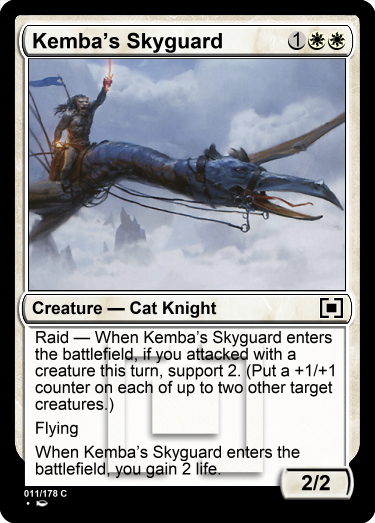 Kemba's Skyguard 1
Creature — Cat Knight
Raid — When Kemba's Skyguard enters
the battlefield, if you attacked with a
creature this turn, support 2. (Put a +1/+1
counter on each of up to two other target
creatures.)
Flying
When Kemba's Skyguard enters the
battlefield, you gain 2 life.
2/2
011/178 C
•